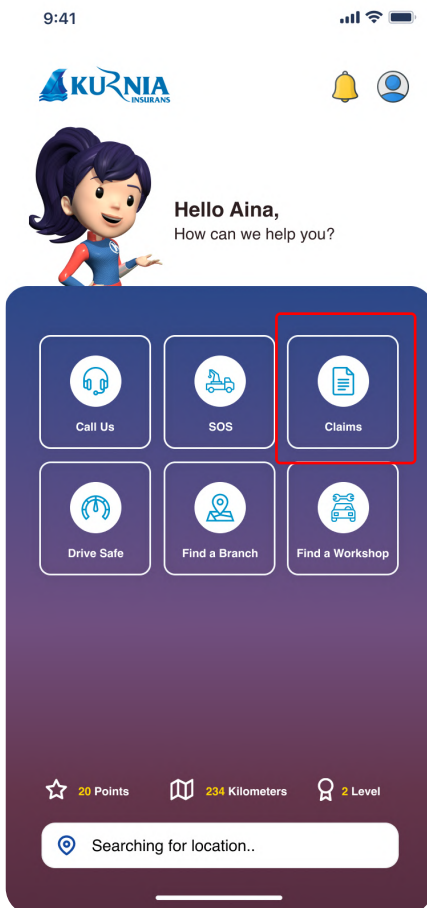 9:41
KURNIA
INSURANS
Hello Aina,
How can we help you?
Call Us
SOS
Claims
Drive Safe
Find a Branch
Find a Workshop
20 Points
234 Kilometers
2 Level
Searching for location..